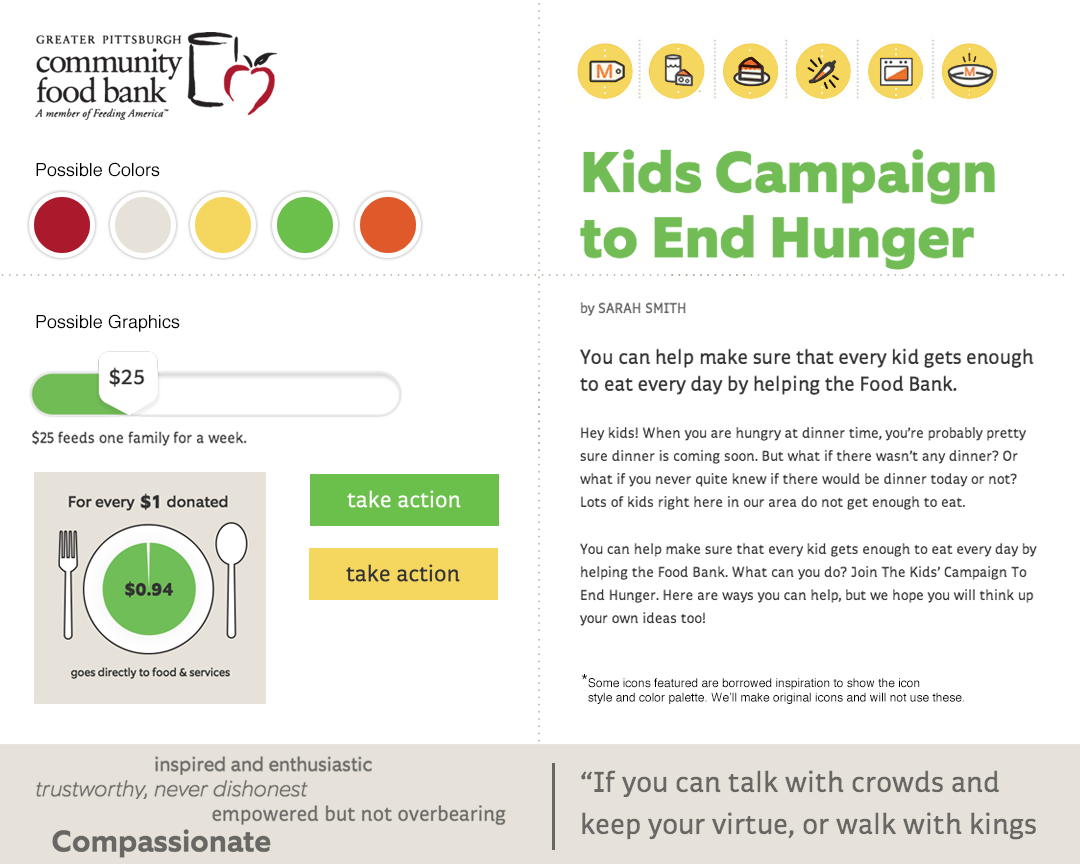 GREATER PITTSBURGH
community
food bank
A member of Feeding America™
Possible Colors
M
M
Kids Campaign
to End Hunger
Possible Graphics
$25
$25 feeds one family for a week.
For every $1 donated
$0.94
goes directly to food & services
take action
take action
by SARAH SMITH
You can help make sure that every kid gets enough
to eat every day by helping the Food Bank.
Hey kids! When you are hungry at dinner time, you’re probably pretty
sure dinner is coming soon. But what if there wasn’t any dinner? Or
what if you never quite knew if there would be dinner today or not?
Lots of kids right here in our area do not get enough to eat.
You can help make sure that every kid gets enough to eat every day by
helping the Food Bank. What can you do? Join The Kids’ Campaign To
End Hunger. Here are ways you can help, but we hope you will think up
your own ideas too!
*Some icons featured are borrowed inspiration to show the icon
style and color palette. We’ll make original icons and will not use these.
inspired and enthusiastic
trustworthy, never dishonest
empowered but not overbearing
Compassionate
“If you can talk with crowds and
keep your virtue, or walk with kings